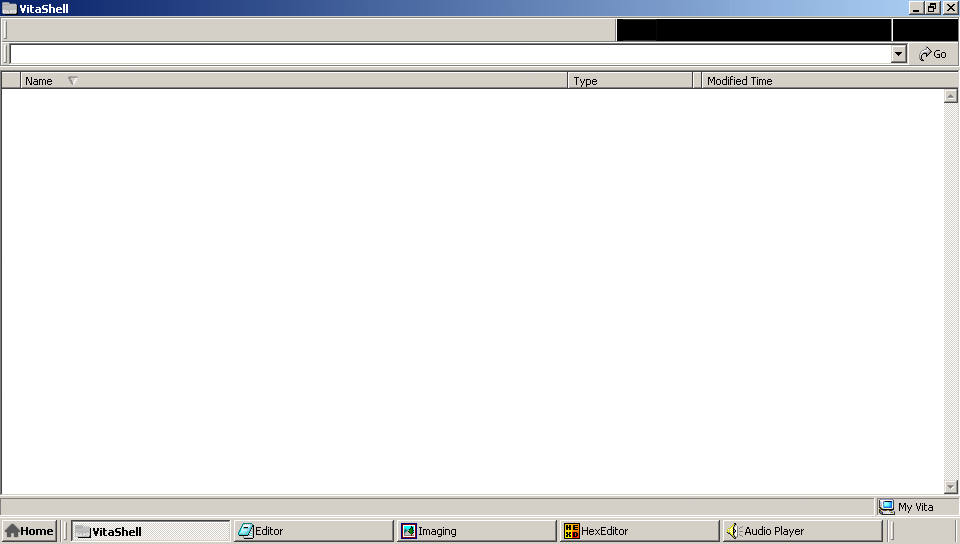 VitaShell
Go
Name Type Modified Time
My Vita
Home VitaShell Editor Imaging HexEditor Audio Player